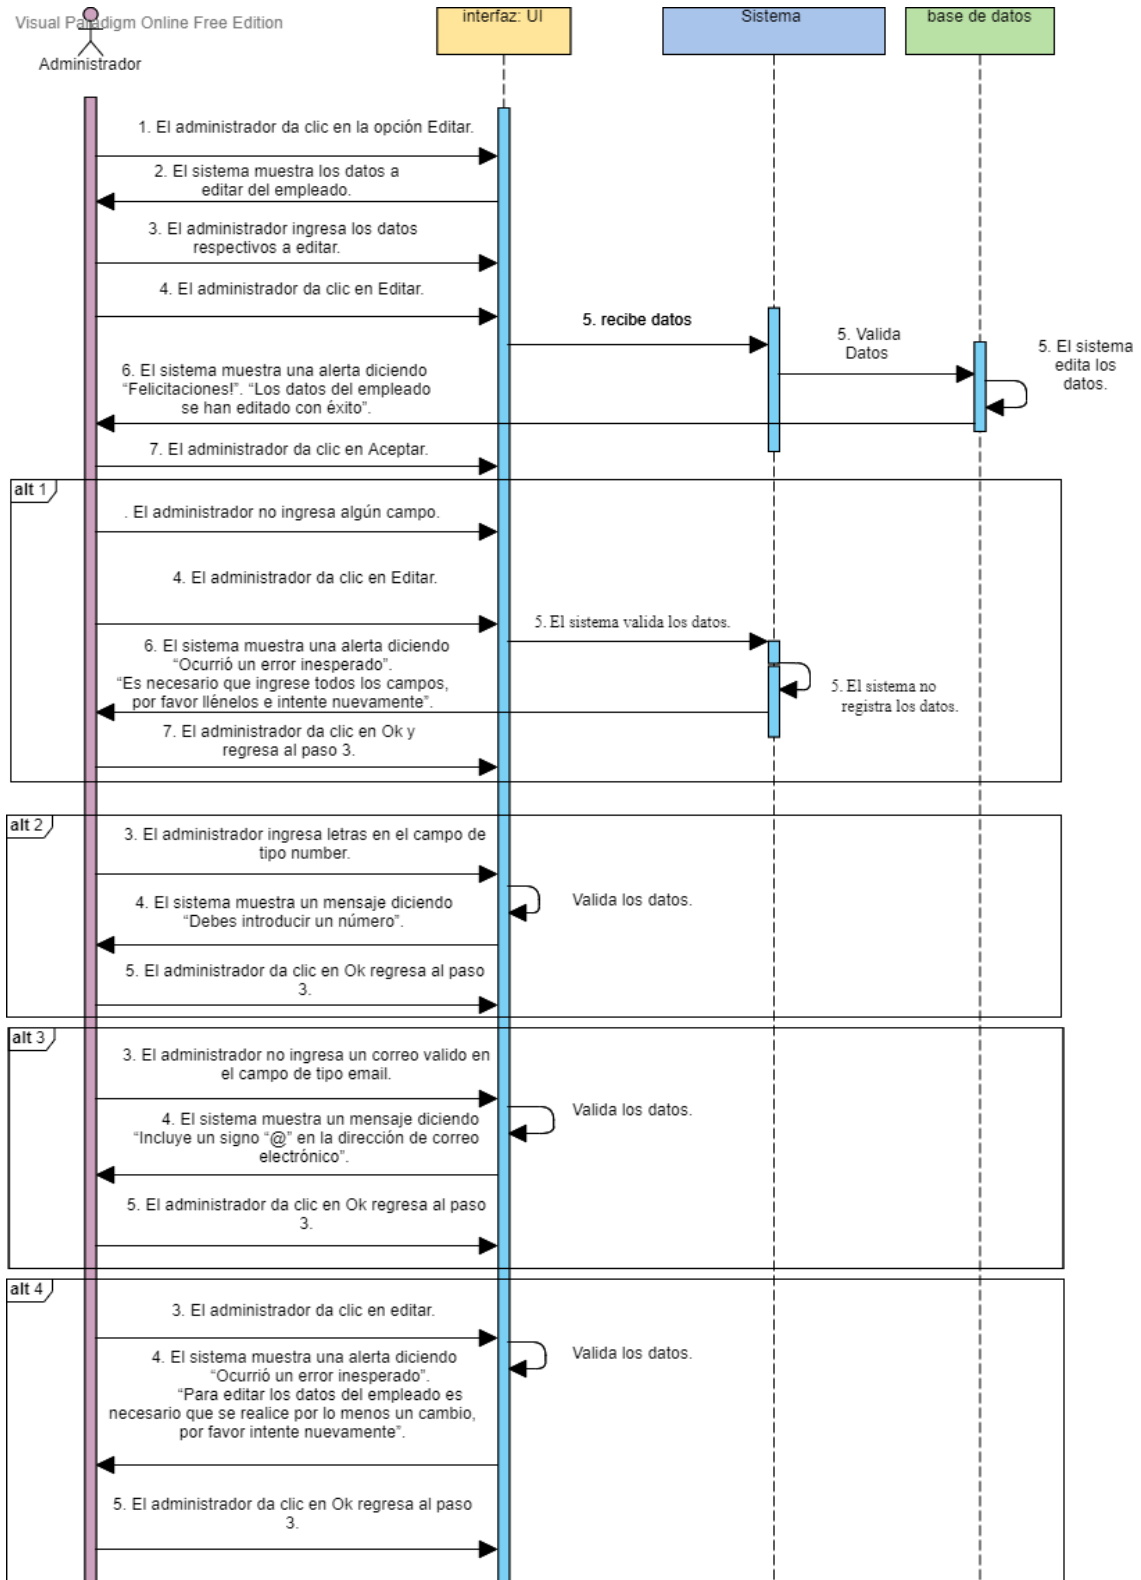 Visual Paradigm Online Free Edition
Administrador
interfaz: UI
Sistema
base de datos
1. El administrador da clic en la opción Editar.
2. El sistema muestra los datos a
editar del empleado.
3. El administrador ingresa los datos
respectivos a editar.
4. El administrador da clic en Editar.
5. recibe datos
5. Valida
Datos
5. El sistema
edita los
datos.
6. El sistema muestra una alerta diciendo
“Felicitaciones!”. “Los datos del empleado
se han editado con éxito”.
7. El administrador da clic en Aceptar.
alt 1
. El administrador no ingresa algún campo.
4. El administrador da clic en Editar.
5. El sistema valida los datos.
6. El sistema muestra una alerta diciendo
“Ocurrió un error inesperado”.
“Es necesario que ingrese todos los campos,
por favor llénelos e intente nuevamente”.
5. El sistema no
registra los datos.
7. El administrador da clic en Ok y
regresa al paso 3.
alt 2
3. El administrador ingresa letras en el campo de
tipo number.
Valida los datos.
4. El sistema muestra un mensaje diciendo
“Debes introducir un número”.
5. El administrador da clic en Ok regresa al paso
3.
alt 3
3. El administrador no ingresa un correo valido en
el campo de tipo email.
Valida los datos.
4. El sistema muestra un mensaje diciendo
“Incluye un signo “@” en la dirección de correo
electrónico”.
5. El administrador da clic en Ok regresa al paso
3.
alt 4
3. El administrador da clic en editar.
Valida los datos.
4. El sistema muestra una alerta diciendo
“Ocurrió un error inesperado”.
“Para editar los datos del empleado es
necesario que se realice por lo menos un cambio,
por favor intente nuevamente”.
5. El administrador da clic en Ok regresa al paso
3.